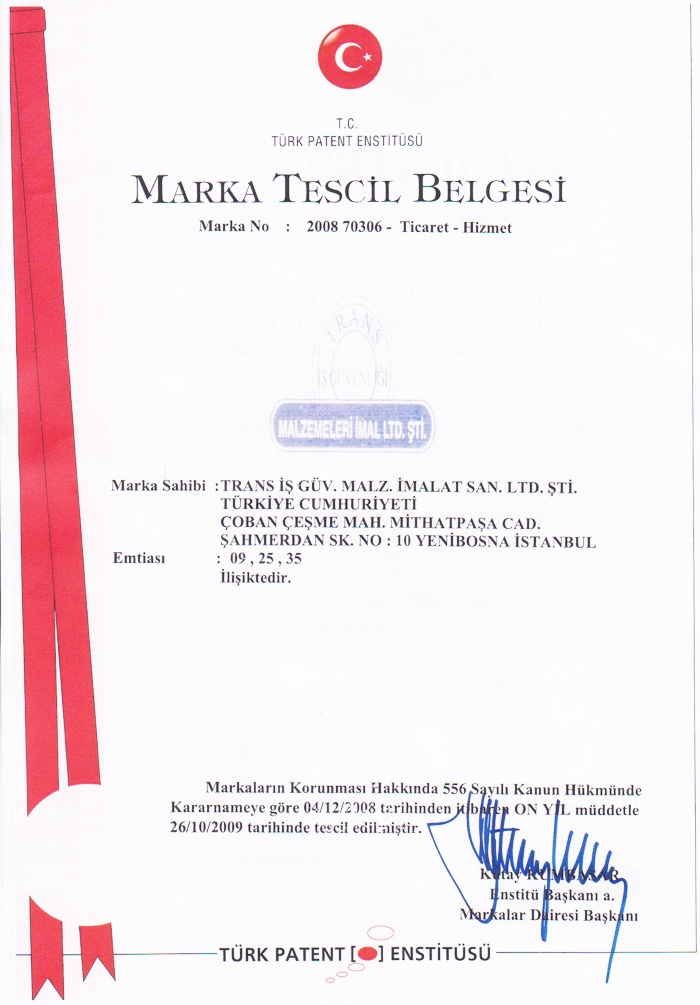 T.C.
TÜRK PATENT ENSTİTÜSÜ
MARKA TESCİL BELGESİ
Marka No : 2008 70306 - Ticaret - Hizmet
TRANS
İŞ GÜVENLİĞİ
MALZEMELERİ İMAL LTD. ŞTİ.
Marka Sahibi : TRANS İŞ GÜV. MALZ. İMALAT SAN. LTD. ŞTİ.
TÜRKİYE CUMHURİYETİ
ÇOBAN ÇEŞME MAH. MİTHATPAŞA CAD.
ŞAHMERDAN SK. NO : 10 YENİBOSNA İSTANBUL
Emtiası : 09 , 25 , 35
İlişiktedir.
Markaların Korunması Hakkında 556 Sayılı Kanun Hükmünde
Kararnameye göre 04/12/2008 tarihinden itibaren ON YIL müddetle
26/10/2009 tarihinde tescil edilmiştir.
Kutay KUMBASAR
Enstitü Başkanı a.
Markalar Dairesi Başkanı
TÜRK PATENT [ ] ENSTİTÜSÜ